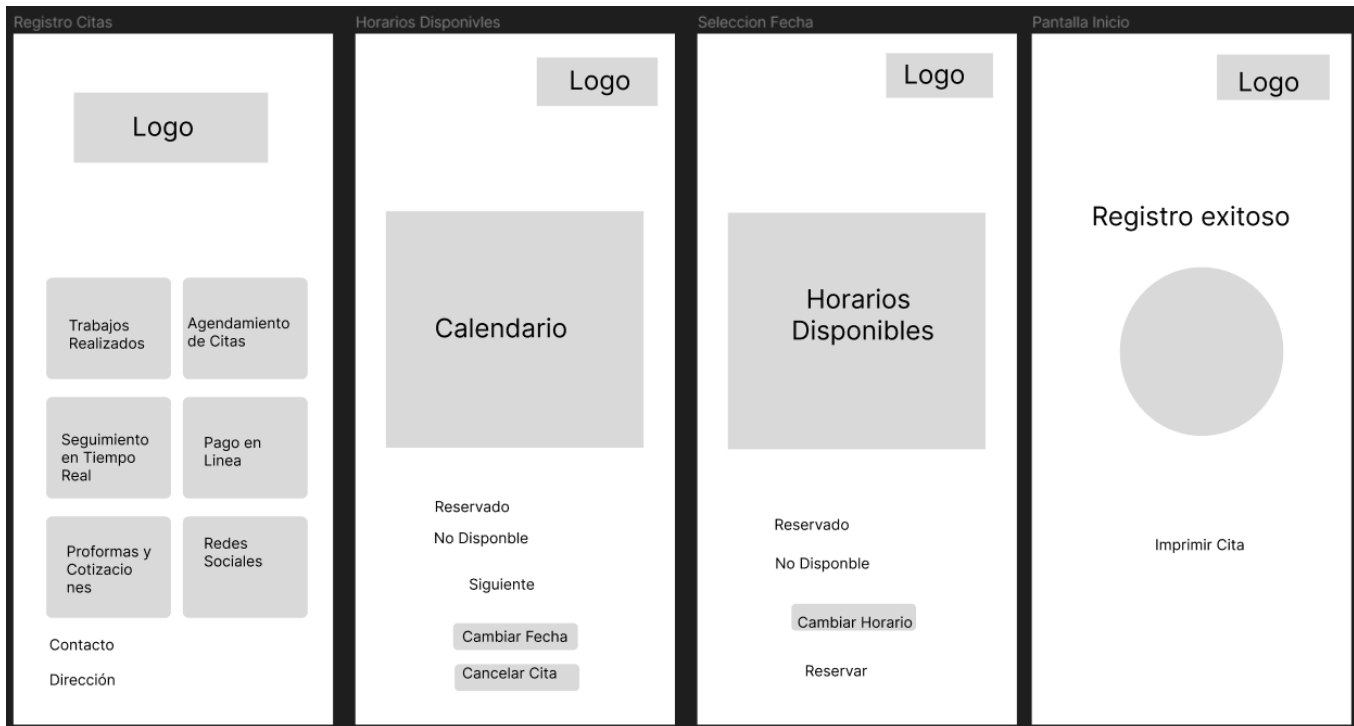 Registro Citas
Logo
Trabajos
Realizados
Agendamiento
de Citas
Seguimiento
en Tiempo
Real
Pago en
Linea
Proformas y
Cotizacio
nes
Redes
Sociales
Contacto
Dirección
Horarios Disponivles
Logo
Calendario
Reservado
No Disponble
Siguiente
Cambiar Fecha
Cancelar Cita
Seleccion Fecha
Logo
Horarios
Disponibles
Reservado
No Disponble
Cambiar Horario
Reservar
Pantalla Inicio
Logo
Registro exitoso
Imprimir Cita